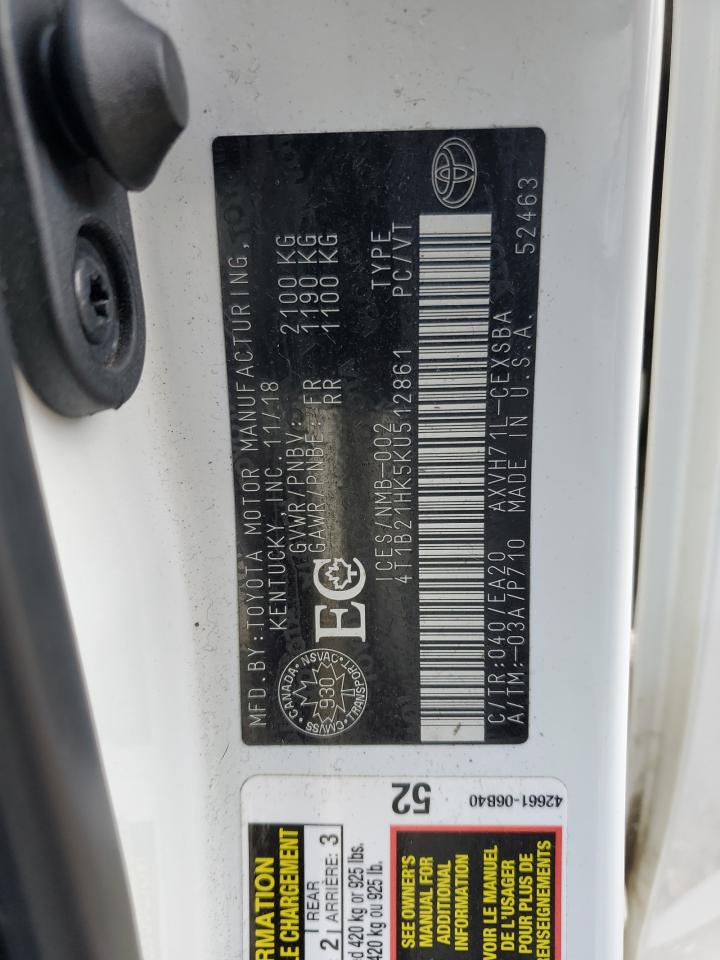 MFD. BY: TOYOTA MOTOR MANUFACTURING,
KENTUCKY, INC. 11/18
GVWR/PNBV: 2100 KG
GAWR/PNBE: FR 1190 KG
RR 1100 KG
CANADA • NSVAC • TRANSPORT • CMVSS
930
EC
ICES/NMB-002 TYPE
4T1B21HK5KU512861 PC/VT
C/TR:040/EA20 AXVH71L-CEXSBA
A/TM:-03A/P710 MADE IN U.S.A. 52463
52
42661-06B40
RMATION
LE CHARGEMENT
2 REAR
ARRIÈRE: 3
420 kg or 925 lbs.
420 kg ou 925 lb.
SEE OWNER'S
MANUAL FOR
ADDITIONAL
INFORMATION
VOIR LE MANUEL
DE L'USAGER
POUR PLUS DE
RENSEIGNEMENTS